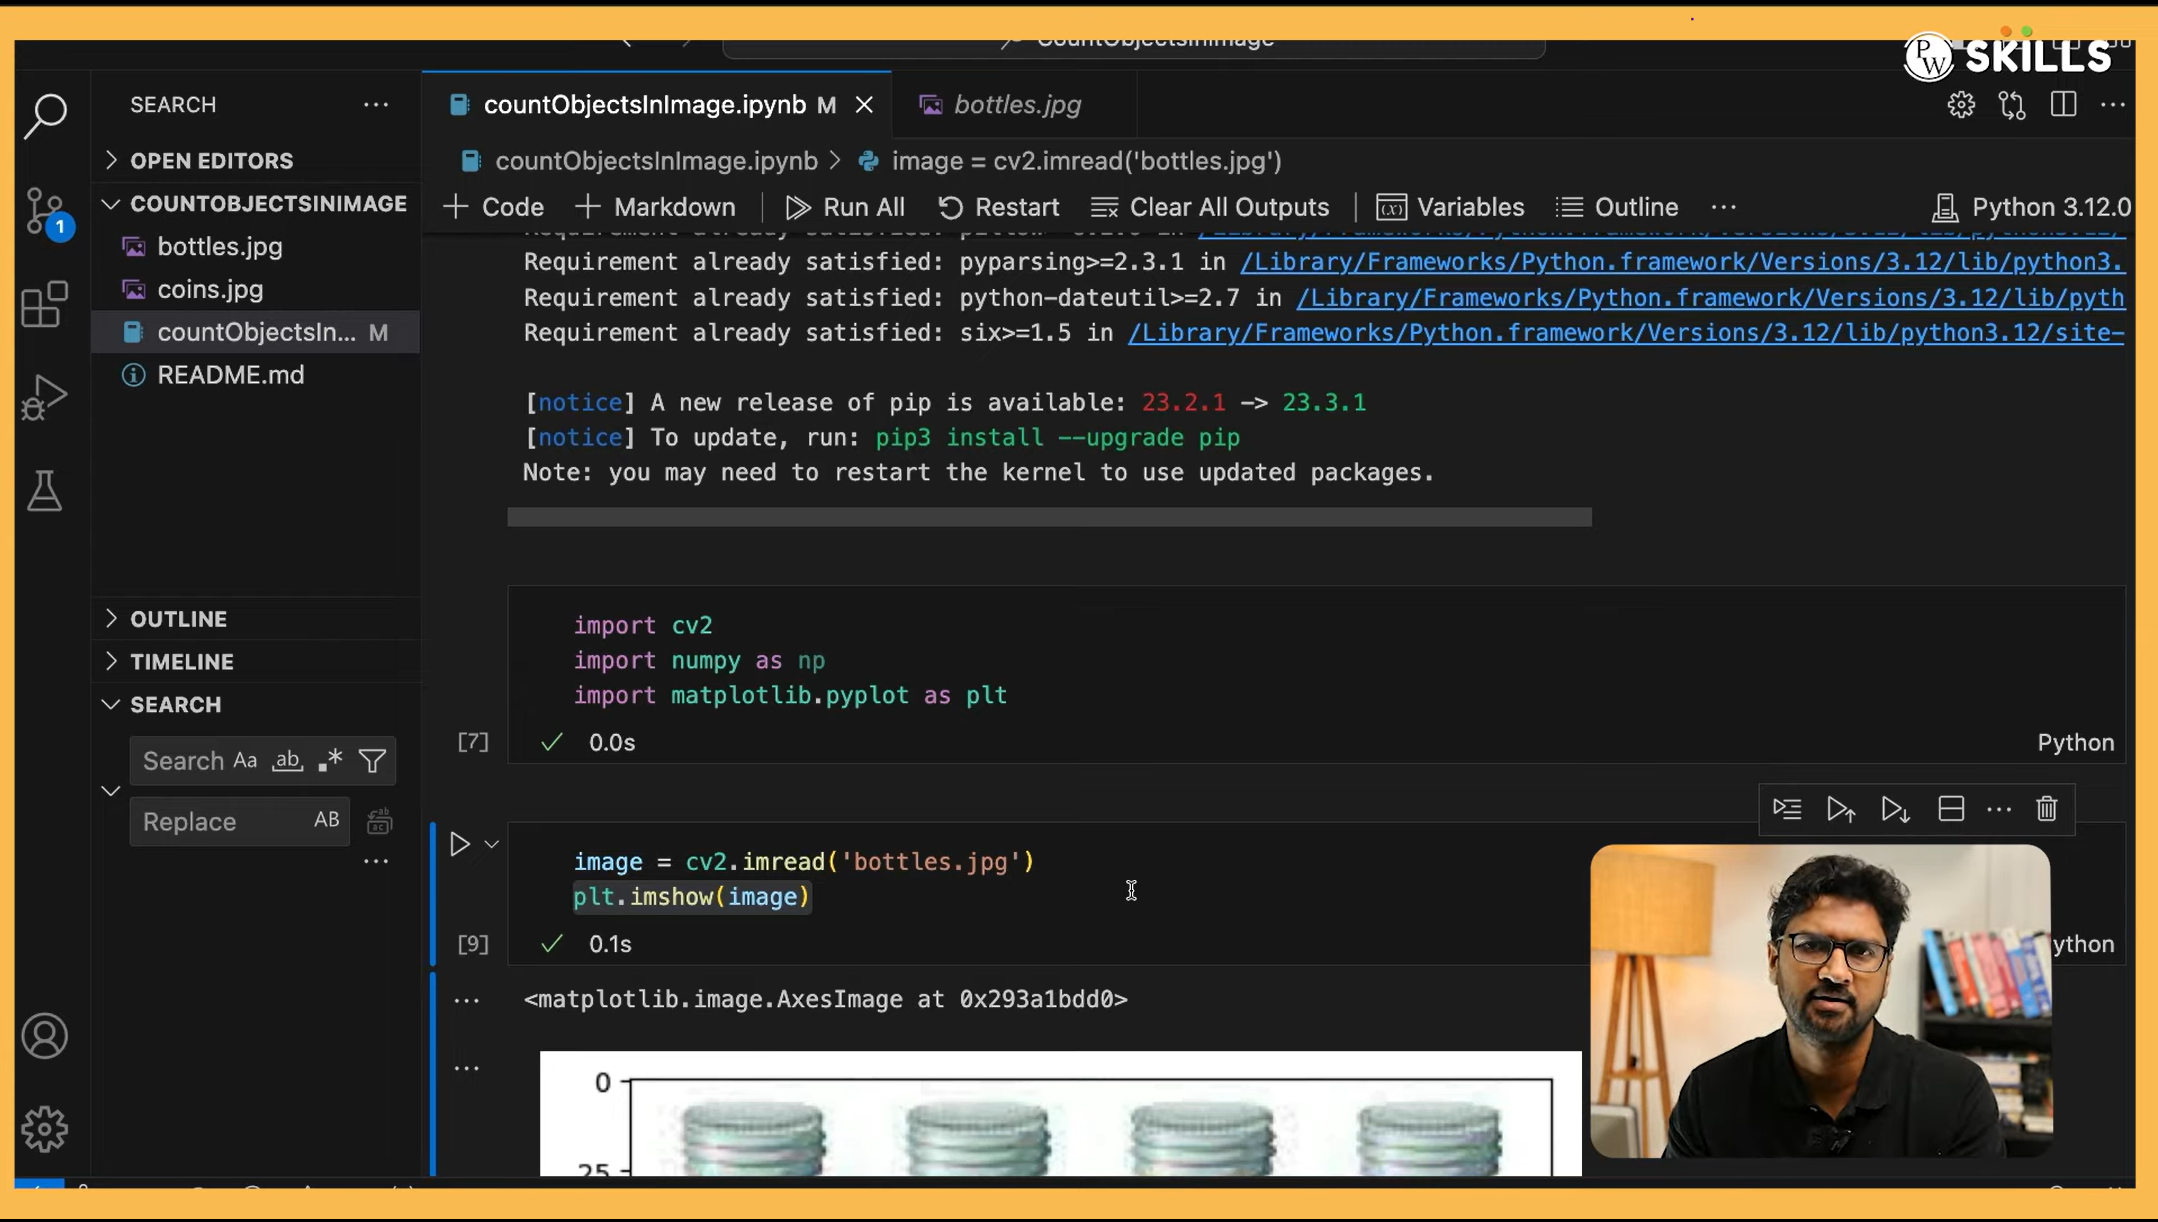 CountObjectsInImage
PW SKILLS
SEARCH
countObjectsInImage.ipynb M
bottles.jpg
OPEN EDITORS
countObjectsInImage.ipynb > image = cv2.imread('bottles.jpg')
COUNTOBJECTSINIMAGE
Code Markdown Run All Restart Clear All Outputs Variables Outline ... Python 3.12.0
bottles.jpg
coins.jpg
countObjectsIn... M
README.md
Requirement already satisfied: pyparsing>=2.3.1 in /Library/Frameworks/Python.framework/Versions/3.12/lib/python3.
Requirement already satisfied: python-dateutil>=2.7 in /Library/Frameworks/Python.framework/Versions/3.12/lib/pyth
Requirement already satisfied: six>=1.5 in /Library/Frameworks/Python.framework/Versions/3.12/lib/python3.12/site-
[notice] A new release of pip is available: 23.2.1 -> 23.3.1
[notice] To update, run: pip3 install --upgrade pip
Note: you may need to restart the kernel to use updated packages.
OUTLINE
TIMELINE
SEARCH
Search Aa ab .*
Replace AB
1
import cv2
import numpy as np
import matplotlib.pyplot as plt
[7] 0.0s Python
image = cv2.imread('bottles.jpg')
plt.imshow(image)
[9] 0.1s ython
<matplotlib.image.AxesImage at 0x293a1bdd0>
0
25